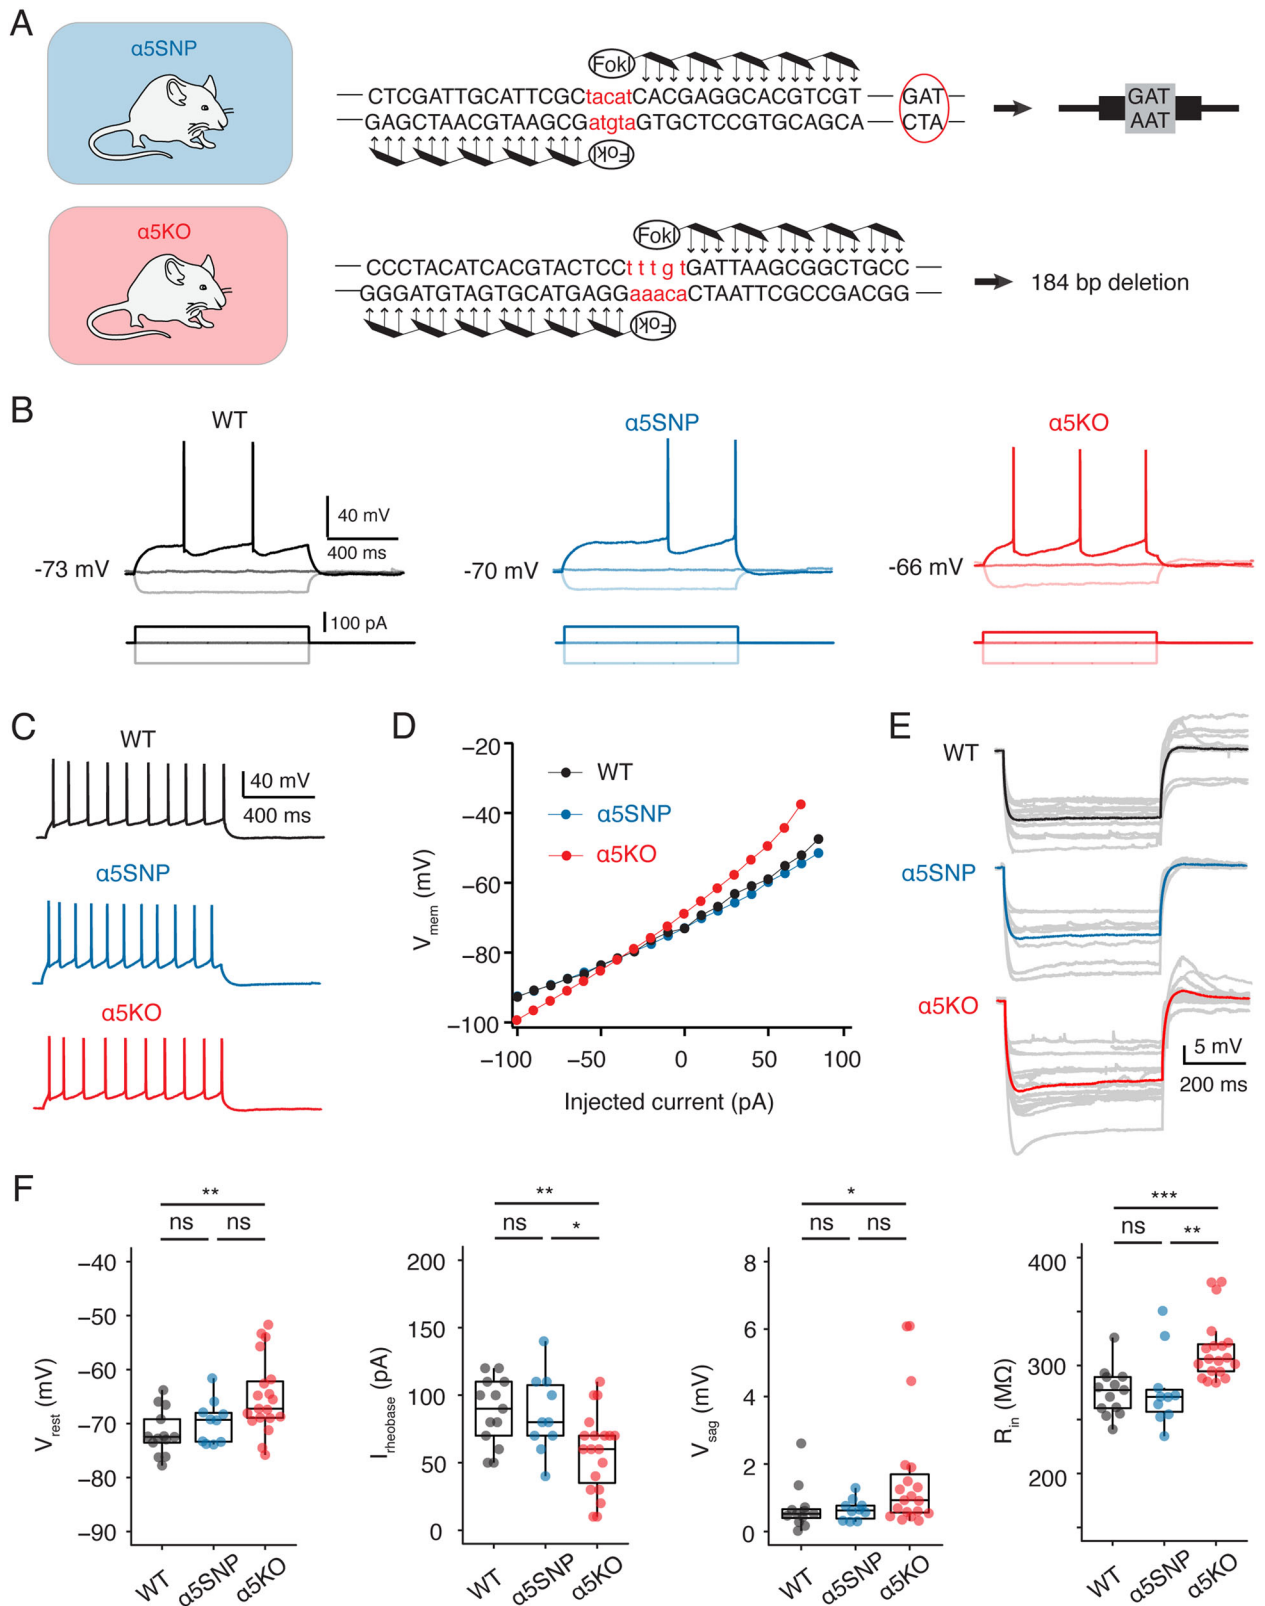 A
α5SNP
FokI
CTCGATTGCATTCGCtacatCACGAGGCACGTCGT
GAT
GAGCTAACGTAAGCGatgtaGTGCTCCGTGCAGCA
CTA
GAT
AAT
FokI
α5KO
FokI
CCCTACATCACGTACTCCtttgtGATTAAGCGGCTGCC
GGGATGTAGTGCATGAGGaaacaCTAATTCGCCGACGG
184 bp deletion
FokI
B
WT
α5SNP
α5KO
40 mV
400 ms
-73 mV
-70 mV
-66 mV
100 pA
C
WT
40 mV
400 ms
α5SNP
α5KO
D
−20
−40
−60
−80
−100
Vmem (mV)
WT
α5SNP
α5KO
−100
−50
0
50
100
Injected current (pA)
E
WT
α5SNP
α5KO
5 mV
200 ms
F
**
ns
ns
−40
−50
−60
−70
−80
−90
Vrest (mV)
WT
α5SNP
α5KO
**
ns
*
200
150
100
50
0
Irheobase (pA)
WT
α5SNP
α5KO
*
ns
ns
8
6
4
2
0
Vsag (mV)
WT
α5SNP
α5KO
***
ns
**
400
300
200
Rin (MΩ)
WT
α5SNP
α5KO